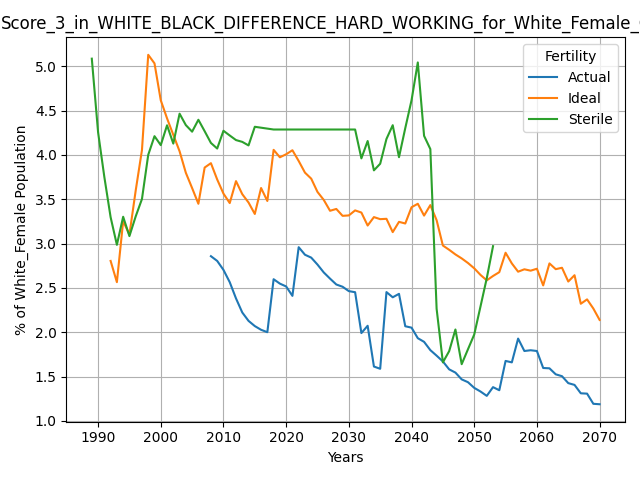 Score_3_in_WHITE_BLACK_DIFFERENCE_HARD_WORKING_for_White_Female_
Fertility
Actual
Ideal
Sterile
% of White_Female Population
5.0
4.5
4.0
3.5
3.0
2.5
2.0
1.5
1.0
1990 2000 2010 2020 2030 2040 2050 2060 2070
Years